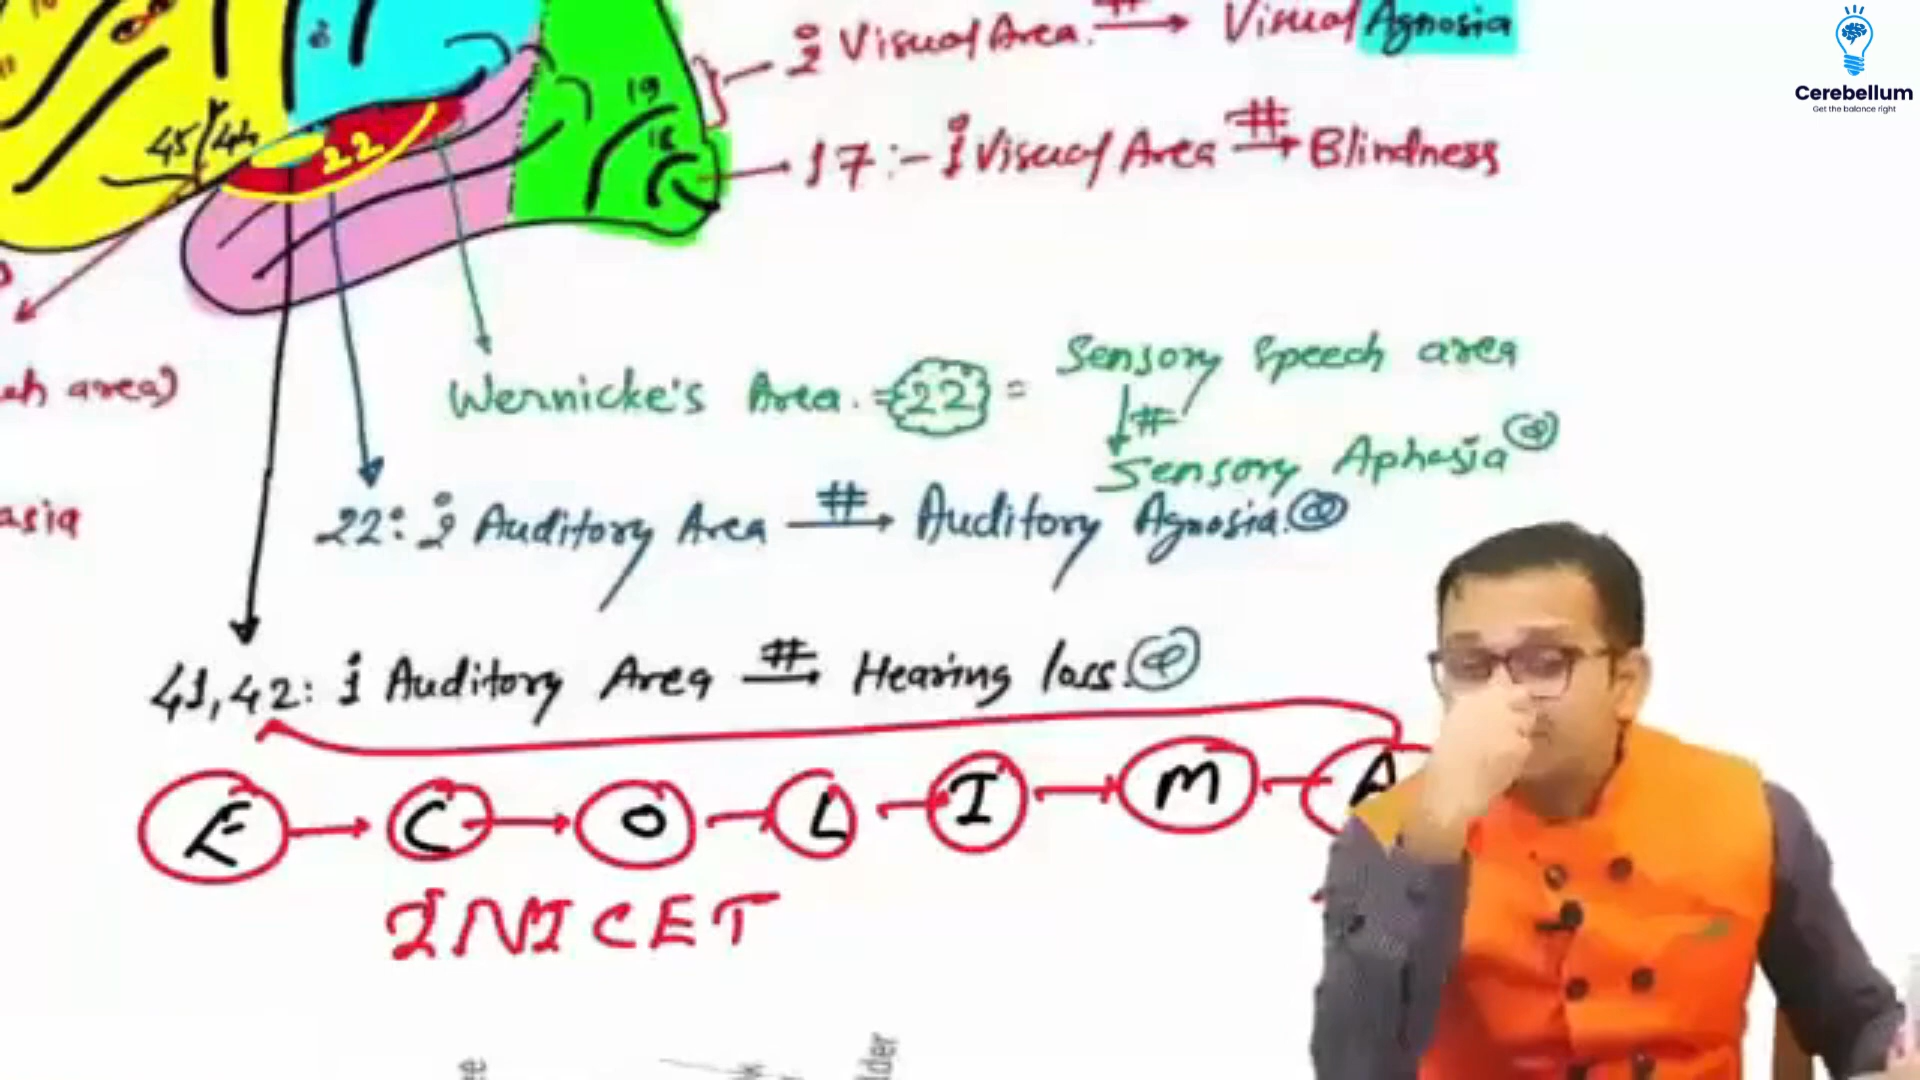 2° Visual Area. # → Visual Agnosia
Cerebellum
Get the balance right
19
18
17 :- 1° Visual Area # → Blindness
45/44
22
Sensory Speech area
eh area)
Wernicke's Area. = 22 =
#
Sensory Aphasia
asia
22: 2° Auditory Area # → Auditory Agnosia.
41,42: 1° Auditory Area # → Hearing loss.
E → C → O – L – I → M – A
INICET